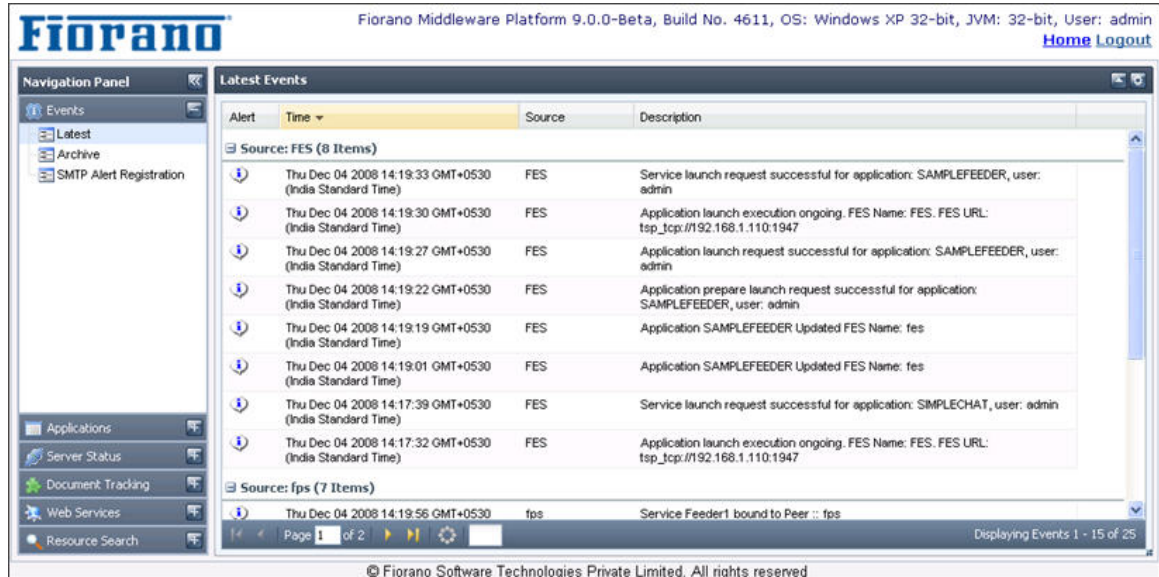 Fiorano
Fiorano Middleware Platform 9.0.0-Beta, Build No. 4611, OS: Windows XP 32-bit, JVM: 32-bit, User: admin
Home Logout
Navigation Panel
Events
Latest
Archive
SMTP Alert Registration
Applications
Server Status
Document Tracking
Web Services
Resource Search
Latest Events
Alert Time Source Description
Source: FES (8 Items)
Thu Dec 04 2008 14:19:33 GMT+0530 FES Service launch request successful for application: SAMPLEFEEDER, user:
(India Standard Time) admin
Thu Dec 04 2008 14:19:30 GMT+0530 FES Application launch execution ongoing. FES Name: FES. FES URL:
(India Standard Time) tsp_tcp://192.168.1.110:1947
Thu Dec 04 2008 14:19:27 GMT+0530 FES Application launch request successful for application: SAMPLEFEEDER, user:
(India Standard Time) admin
Thu Dec 04 2008 14:19:22 GMT+0530 FES Application prepare launch request successful for application:
(India Standard Time) SAMPLEFEEDER, user: admin
Thu Dec 04 2008 14:19:19 GMT+0530 FES Application SAMPLEFEEDER Updated FES Name: fes
(India Standard Time)
Thu Dec 04 2008 14:19:01 GMT+0530 FES Application SAMPLEFEEDER Updated FES Name: fes
(India Standard Time)
Thu Dec 04 2008 14:17:39 GMT+0530 FES Service launch request successful for application: SIMPLECHAT, user: admin
(India Standard Time)
Thu Dec 04 2008 14:17:32 GMT+0530 FES Application launch execution ongoing. FES Name: FES. FES URL:
(India Standard Time) tsp_tcp://192.168.1.110:1947
Source: fps (7 Items)
Thu Dec 04 2008 14:19:56 GMT+0530 fps Service Feeder1 bound to Peer :: fps
Page 1 of 2 Displaying Events 1 - 15 of 25
© Fiorano Software Technologies Private Limited. All rights reserved